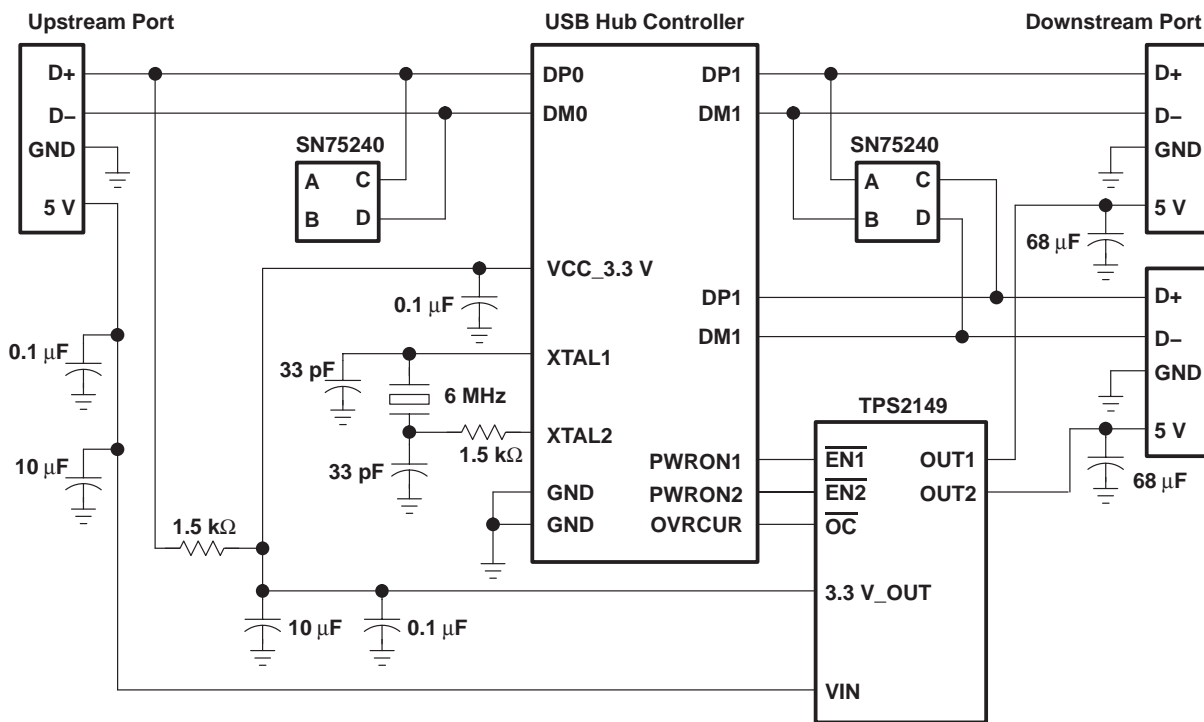 Upstream Port
USB Hub Controller
Downstream Port
D+
D–
GND
5 V
DP0
DM0
DP1
DM1
D+
D–
GND
5 V
SN75240
A
C
B
D
SN75240
A
C
B
D
68 µF
VCC_3.3 V
0.1 µF
DP1
DM1
D+
D–
GND
5 V
0.1 µF
33 pF
XTAL1
6 MHz
XTAL2
1.5 kΩ
33 pF
10 µF
TPS2149
PWRON1
PWRON2
OVRCUR
E̅N̅1̅
E̅N̅2̅
O̅C̅
OUT1
OUT2
68 µF
GND
GND
1.5 kΩ
10 µF
0.1 µF
3.3 V_OUT
VIN